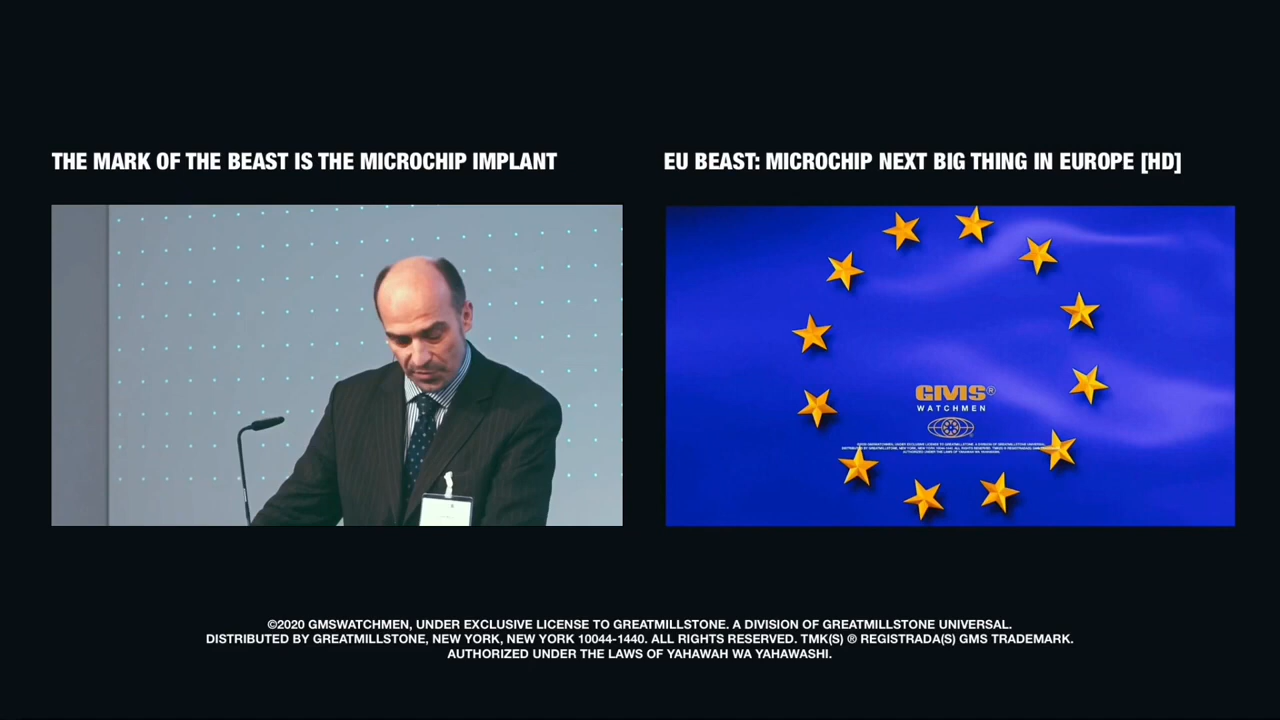 THE MARK OF THE BEAST IS THE MICROCHIP IMPLANT
EU BEAST: MICROCHIP NEXT BIG THING IN EUROPE [HD]
GMS®
WATCHMEN
©2020 GMSWATCHMEN, UNDER EXCLUSIVE LICENSE TO GREATMILLSTONE. A DIVISION OF GREATMILLSTONE UNIVERSAL.
DISTRIBUTED BY GREATMILLSTONE, NEW YORK, NEW YORK 10044-1440. ALL RIGHTS RESERVED. TMK(S) ® REGISTRADA(S) GMS TRADEMARK.
AUTHORIZED UNDER THE LAWS OF YAHAWAH WA YAHAWASHI.